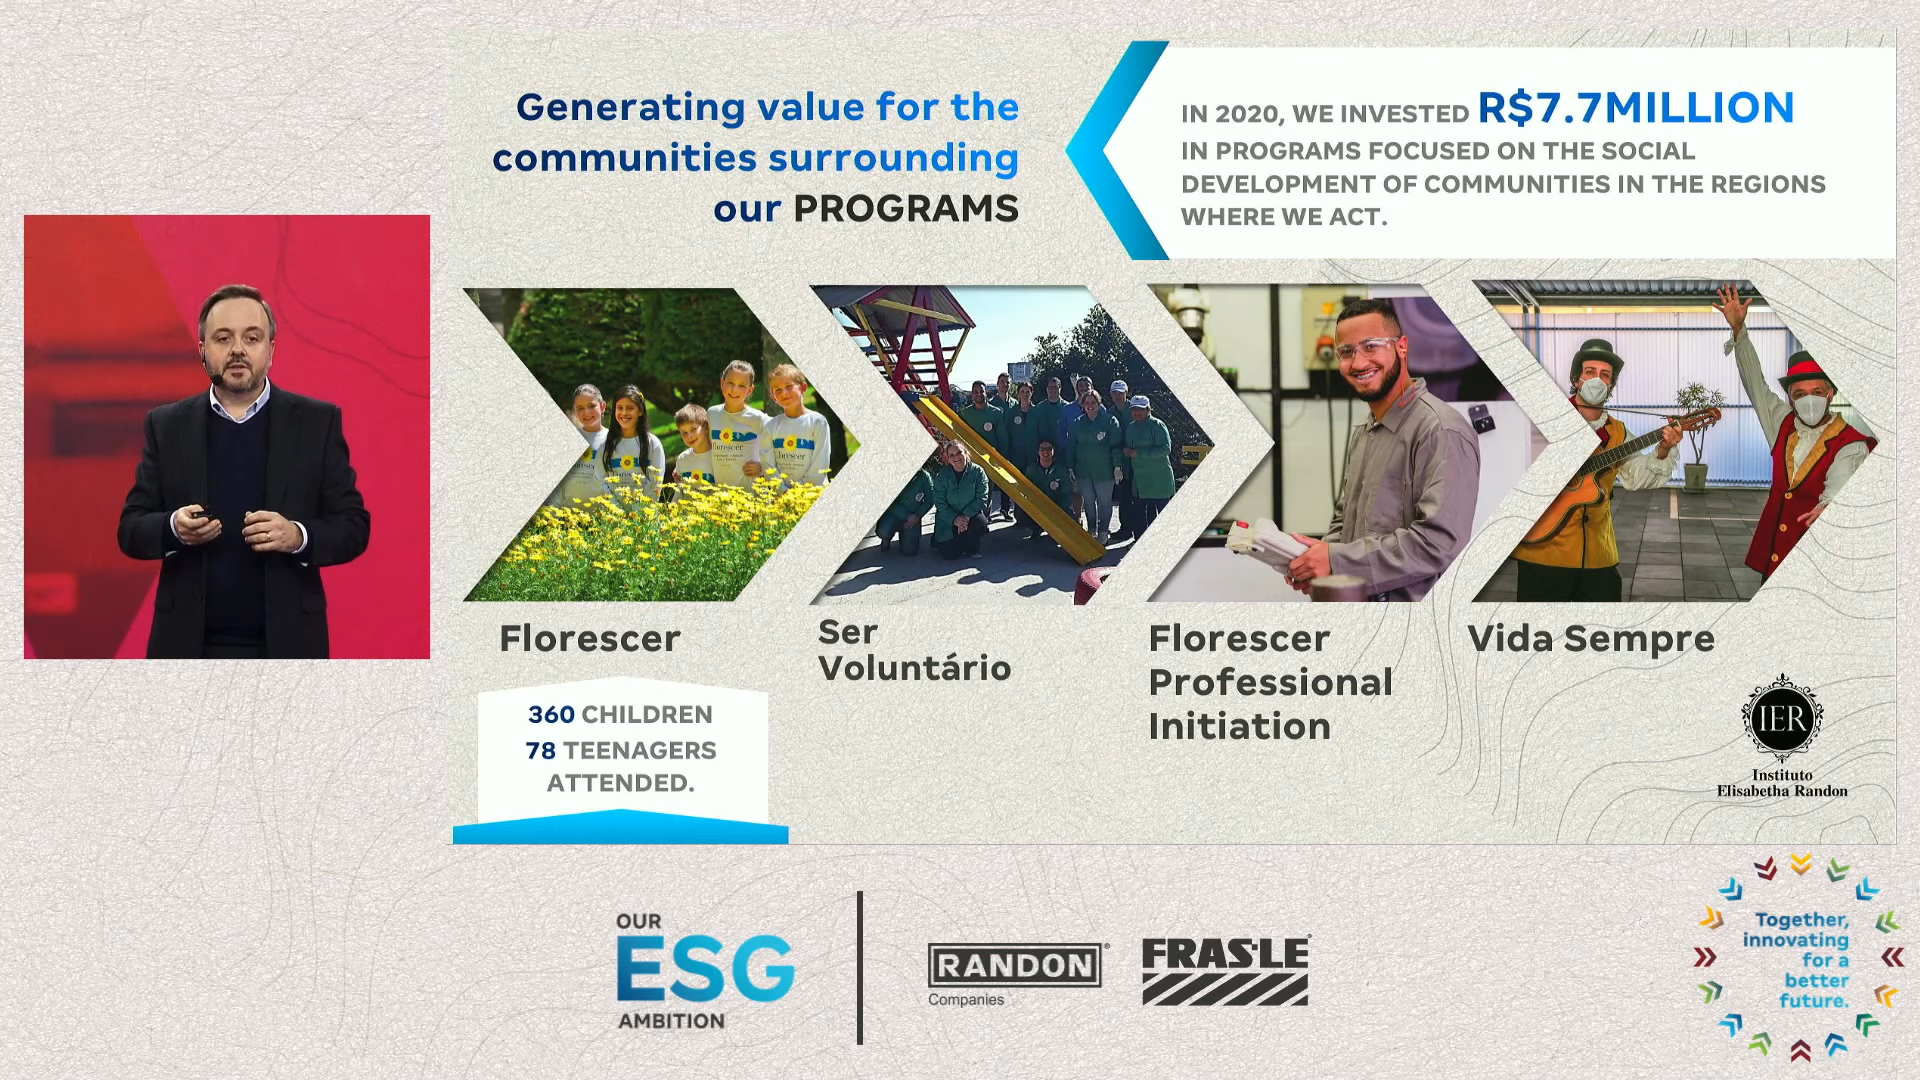 Generating value for the
communities surrounding
our PROGRAMS
IN 2020, WE INVESTED R$7.7MILLION
IN PROGRAMS FOCUSED ON THE SOCIAL
DEVELOPMENT OF COMMUNITIES IN THE REGIONS
WHERE WE ACT.
Florescer
360 CHILDREN
78 TEENAGERS
ATTENDED.
Ser
Voluntário
Florescer
Professional
Initiation
Vida Sempre
IER
Instituto
Elisabetha Randon
OUR
ESG
AMBITION
RANDON
Companies
FRAS-LE
Together,
innovating
for a
better
future.